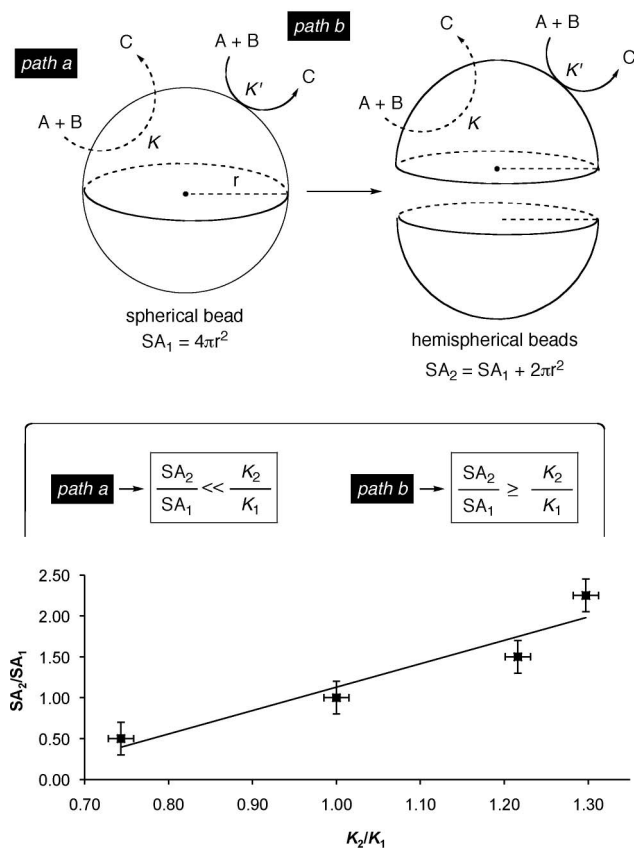 path a
C
A + B
K
A + B
K'
C
r
spherical bead
SA₁ = 4πr²
path b
C
A + B
K
A + B
K'
C
hemispherical beads
SA₂ = SA₁ + 2πr²
path a
SA₂ / SA₁ << K₂ / K₁
path b
SA₂ / SA₁ ≥ K₂ / K₁
SA₂/SA₁
2.50
2.00
1.50
1.00
0.50
0.00
0.70 0.80 0.90 1.00 1.10 1.20 1.30
K₂/K₁